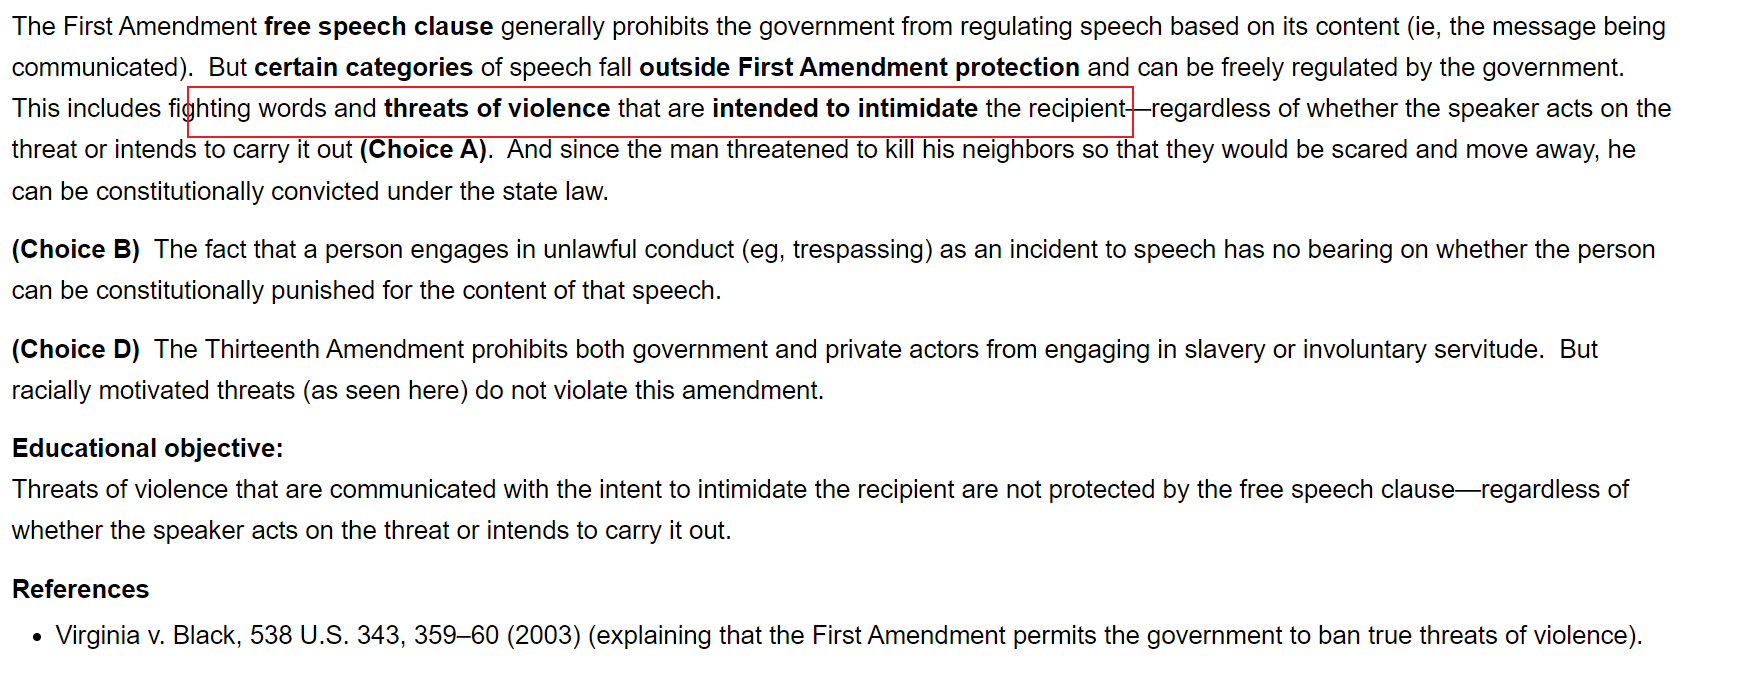 The First Amendment free speech clause generally prohibits the government from regulating speech based on its content (ie, the message being
communicated).  But certain categories of speech fall outside First Amendment protection and can be freely regulated by the government.
This includes fighting words and threats of violence that are intended to intimidate the recipient—regardless of whether the speaker acts on the
threat or intends to carry it out (Choice A).  And since the man threatened to kill his neighbors so that they would be scared and move away, he
can be constitutionally convicted under the state law.
(Choice B)  The fact that a person engages in unlawful conduct (eg, trespassing) as an incident to speech has no bearing on whether the person
can be constitutionally punished for the content of that speech.
(Choice D)  The Thirteenth Amendment prohibits both government and private actors from engaging in slavery or involuntary servitude.  But
racially motivated threats (as seen here) do not violate this amendment.
Educational objective:
Threats of violence that are communicated with the intent to intimidate the recipient are not protected by the free speech clause—regardless of
whether the speaker acts on the threat or intends to carry it out.
References
• Virginia v. Black, 538 U.S. 343, 359–60 (2003) (explaining that the First Amendment permits the government to ban true threats of violence).